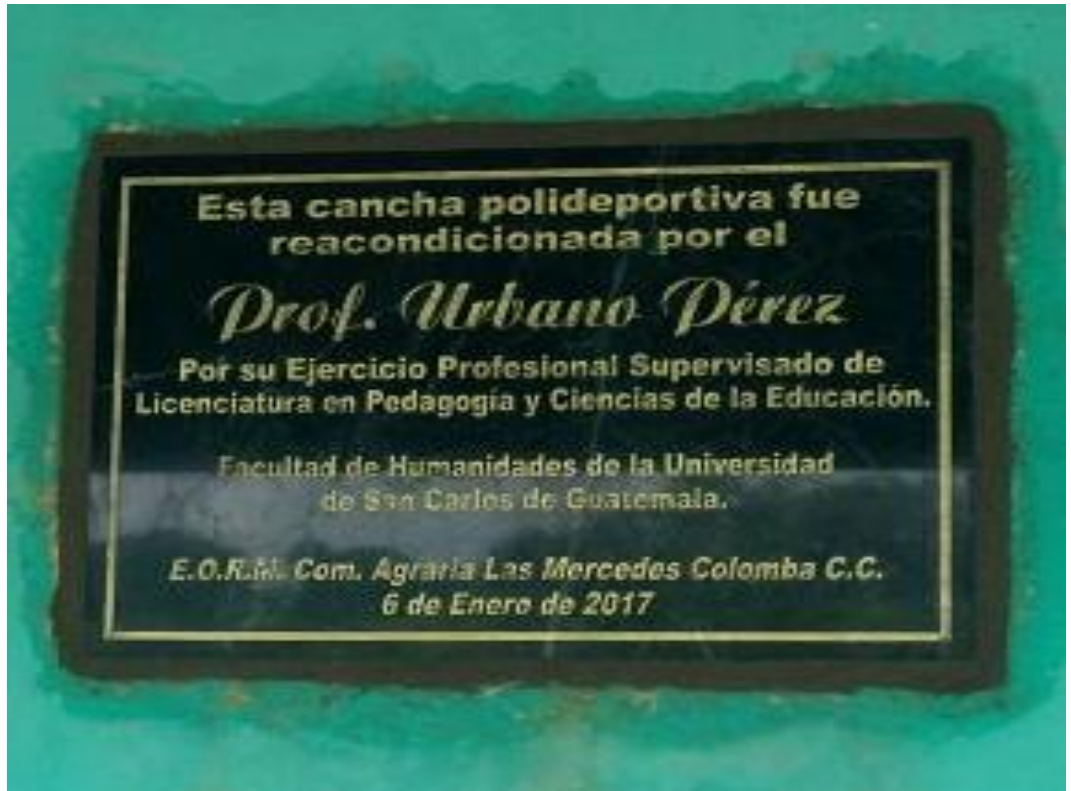 Esta cancha polideportiva fue
reacondicionada por el
Prof. Urbano Pérez
Por su Ejercicio Profesional Supervisado de
Licenciatura en Pedagogía y Ciencias de la Educación.
Facultad de Humanidades de la Universidad
de San Carlos de Guatemala.
E.O.R.M. Com. Agraria Las Mercedes Colomba C.C.
6 de Enero de 2017